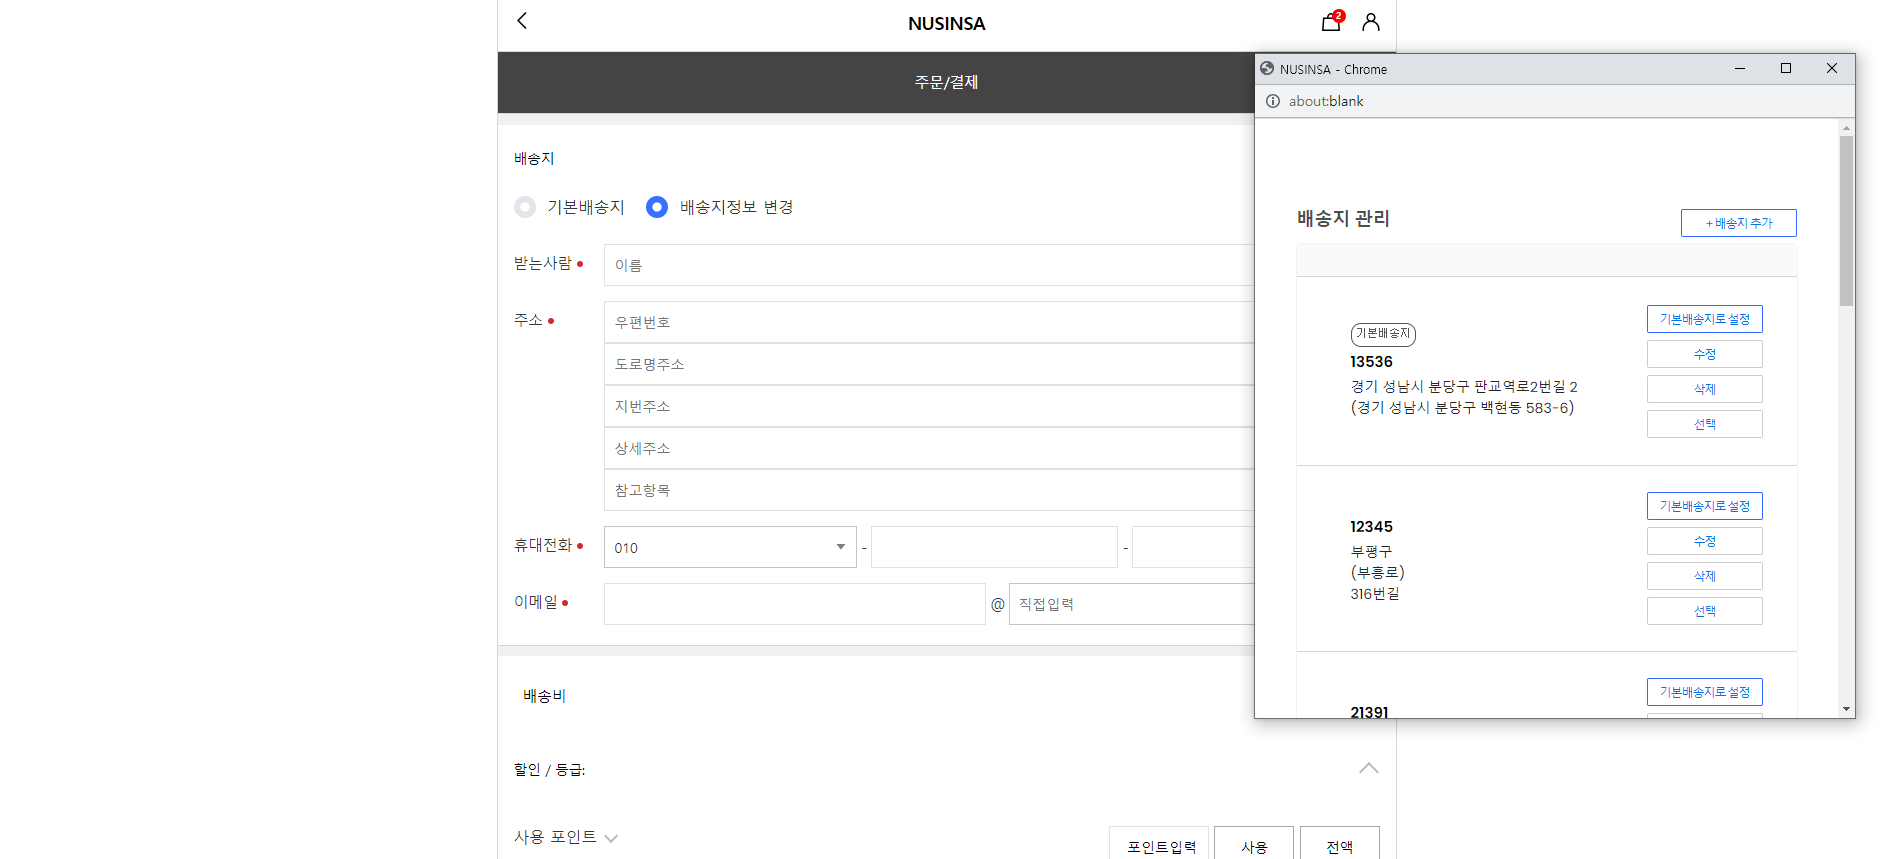 NUSINSA
2
주문/결제
배송지
기본배송지 배송지정보 변경
받는사람
이름
주소
우편번호
도로명주소
지번주소
상세주소
참고항목
휴대전화
010 - -
이메일
@ 직접입력
배송비
할인 / 등급:
사용 포인트
포인트입력 사용 전액
NUSINSA - Chrome
about:blank
배송지 관리
+ 배송지 추가
기본배송지
13536
경기 성남시 분당구 판교역로2번길 2
(경기 성남시 분당구 백현동 583-6)
기본배송지로 설정
수정
삭제
선택
12345
부평구
(부흥로)
316번길
기본배송지로 설정
수정
삭제
선택
21391
기본배송지로 설정